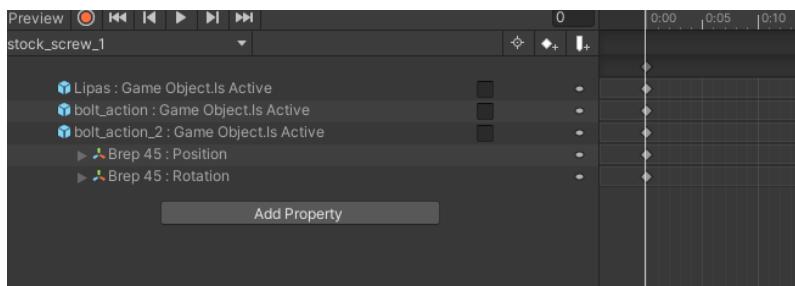 Preview 0 0:00 0:05 0:10
stock_screw_1
Lipas : Game Object.Is Active
bolt_action : Game Object.Is Active
bolt_action_2 : Game Object.Is Active
Brep 45 : Position
Brep 45 : Rotation
Add Property